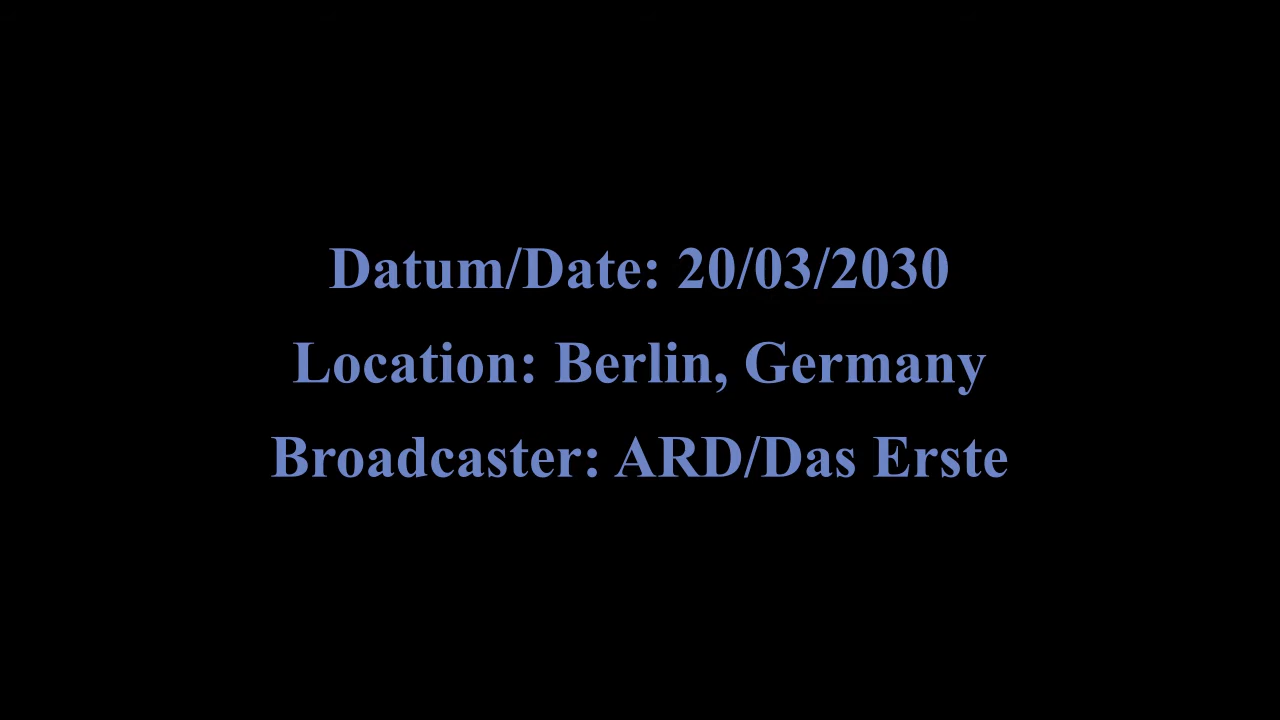 Datum/Date: 20/03/2030
Location: Berlin, Germany
Broadcaster: ARD/Das Erste